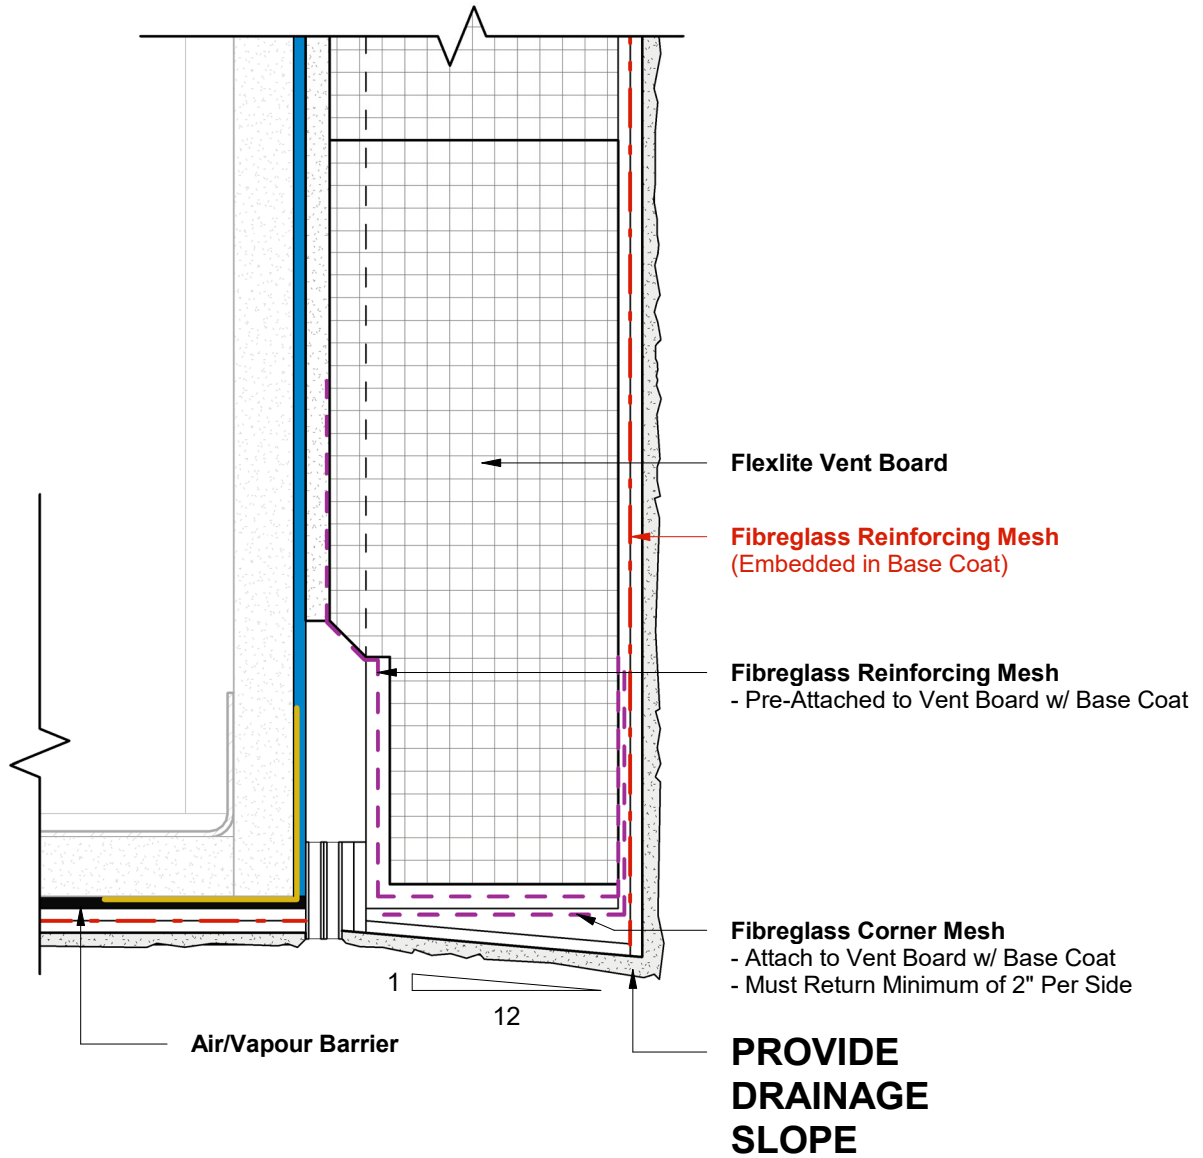 Flexlite Vent Board
Fibreglass Reinforcing Mesh
(Embedded in Base Coat)
Fibreglass Reinforcing Mesh
- Pre-Attached to Vent Board w/ Base Coat
Fibreglass Corner Mesh
- Attach to Vent Board w/ Base Coat
- Must Return Minimum of 2" Per Side
1
12
Air/Vapour Barrier
PROVIDE
DRAINAGE
SLOPE